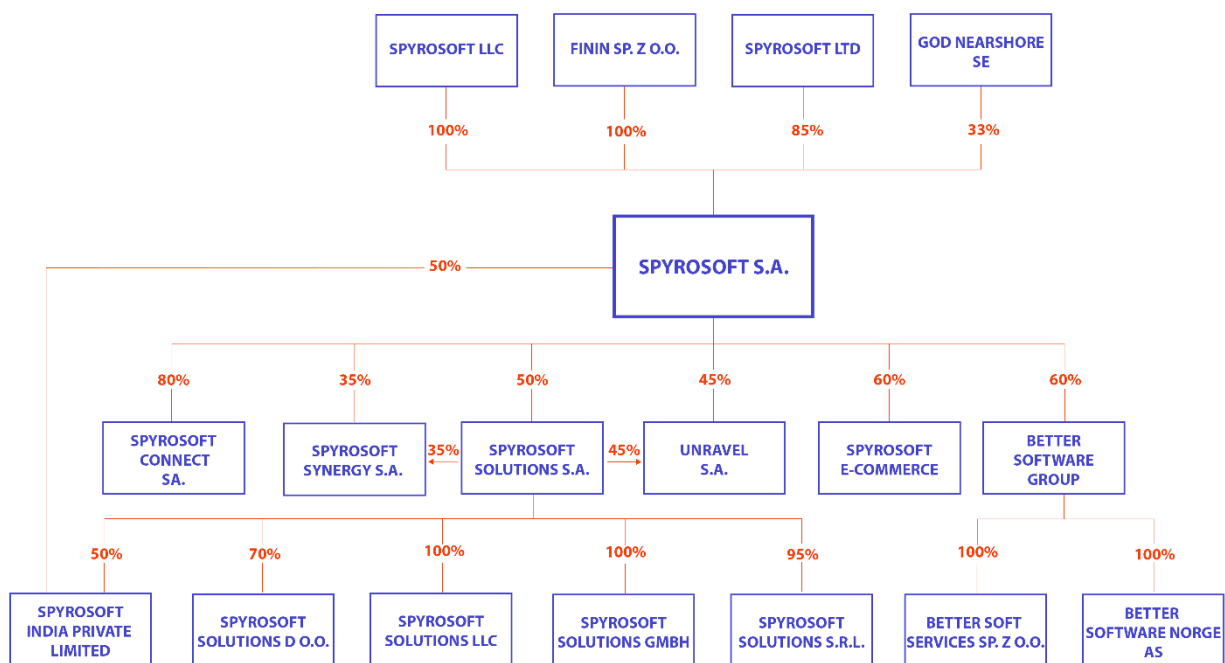 SPYROSOFT LLC
FININ SP. Z O.O.
SPYROSOFT LTD
GOD NEARSHORE
SE
100%
100%
85%
33%
SPYROSOFT S.A.
50%
80%
35%
50%
45%
60%
60%
SPYROSOFT
CONNECT
SA.
SPYROSOFT
SYNERGY S.A.
35%
SPYROSOFT
SOLUTIONS S.A.
45%
UNRAVEL
S.A.
SPYROSOFT
E-COMMERCE
BETTER
SOFTWARE
GROUP
50%
70%
100%
100%
95%
100%
100%
SPYROSOFT
INDIA PRIVATE
LIMITED
SPYROSOFT
SOLUTIONS D O.O.
SPYROSOFT
SOLUTIONS LLC
SPYROSOFT
SOLUTIONS GMBH
SPYROSOFT
SOLUTIONS S.R.L.
BETTER SOFT
SERVICES SP. Z O.O.
BETTER
SOFTWARE NORGE
AS